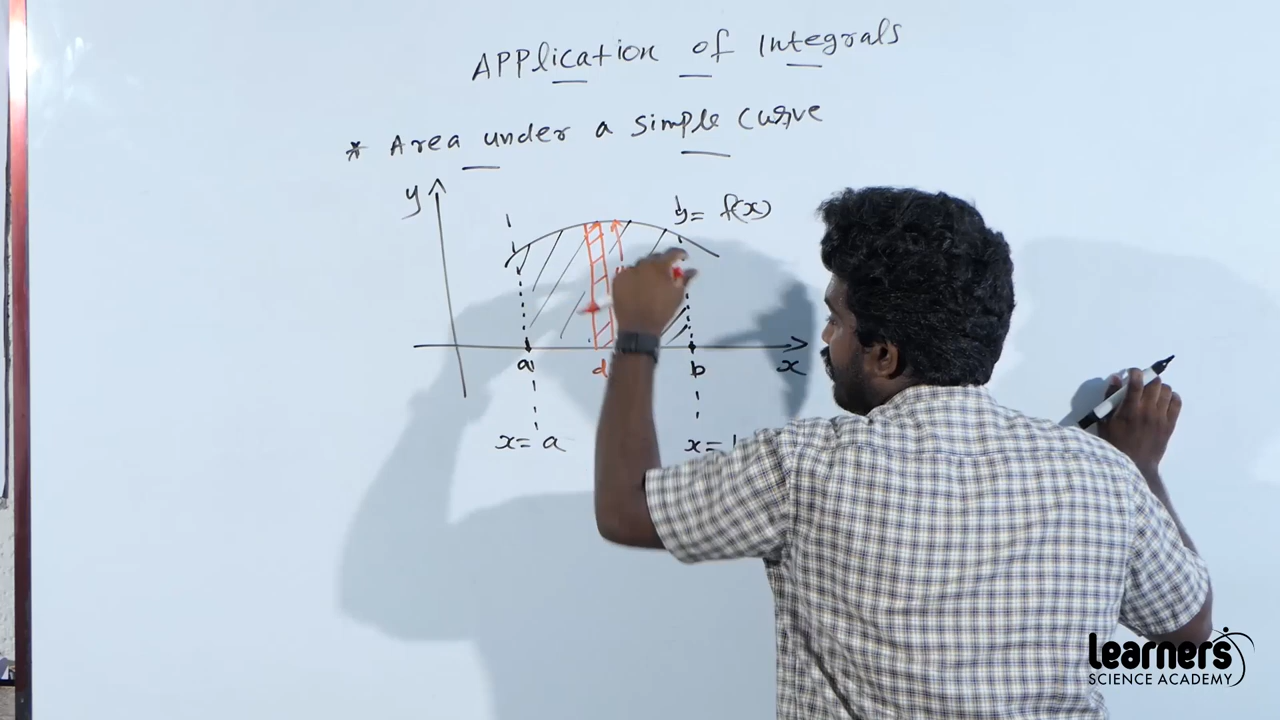 Application of Integrals
* Area under a simple curve
y
y= f(x)
a
d
b
x
x= a
x=
Learners
SCIENCE ACADEMY